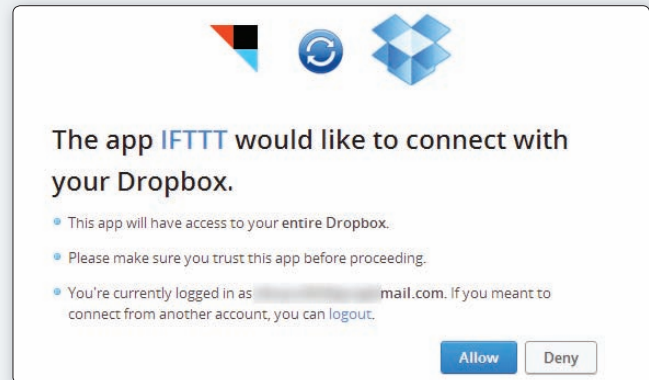 The app IFTTT would like to connect with
your Dropbox.
This app will have access to your entire Dropbox.
Please make sure you trust this app before proceeding.
You're currently logged in as mail.com. If you meant to
connect from another account, you can logout.
Allow Deny